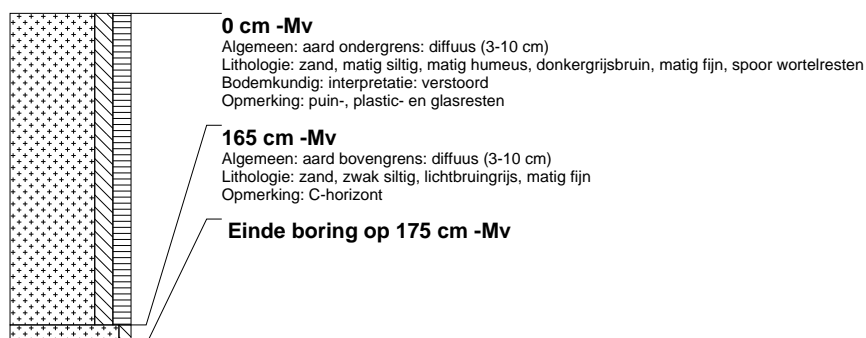 0 cm -Mv
Algemeen: aard ondergrens: diffuus (3-10 cm)
Lithologie: zand, matig siltig, matig humeus, donkergrijsbruin, matig fijn, spoor wortelresten
Bodemkundig: interpretatie: verstoord
Opmerking: puin-, plastic- en glasresten
165 cm -Mv
Algemeen: aard bovengrens: diffuus (3-10 cm)
Lithologie: zand, zwak siltig, lichtbruingrijs, matig fijn
Opmerking: C-horizont
Einde boring op 175 cm -Mv